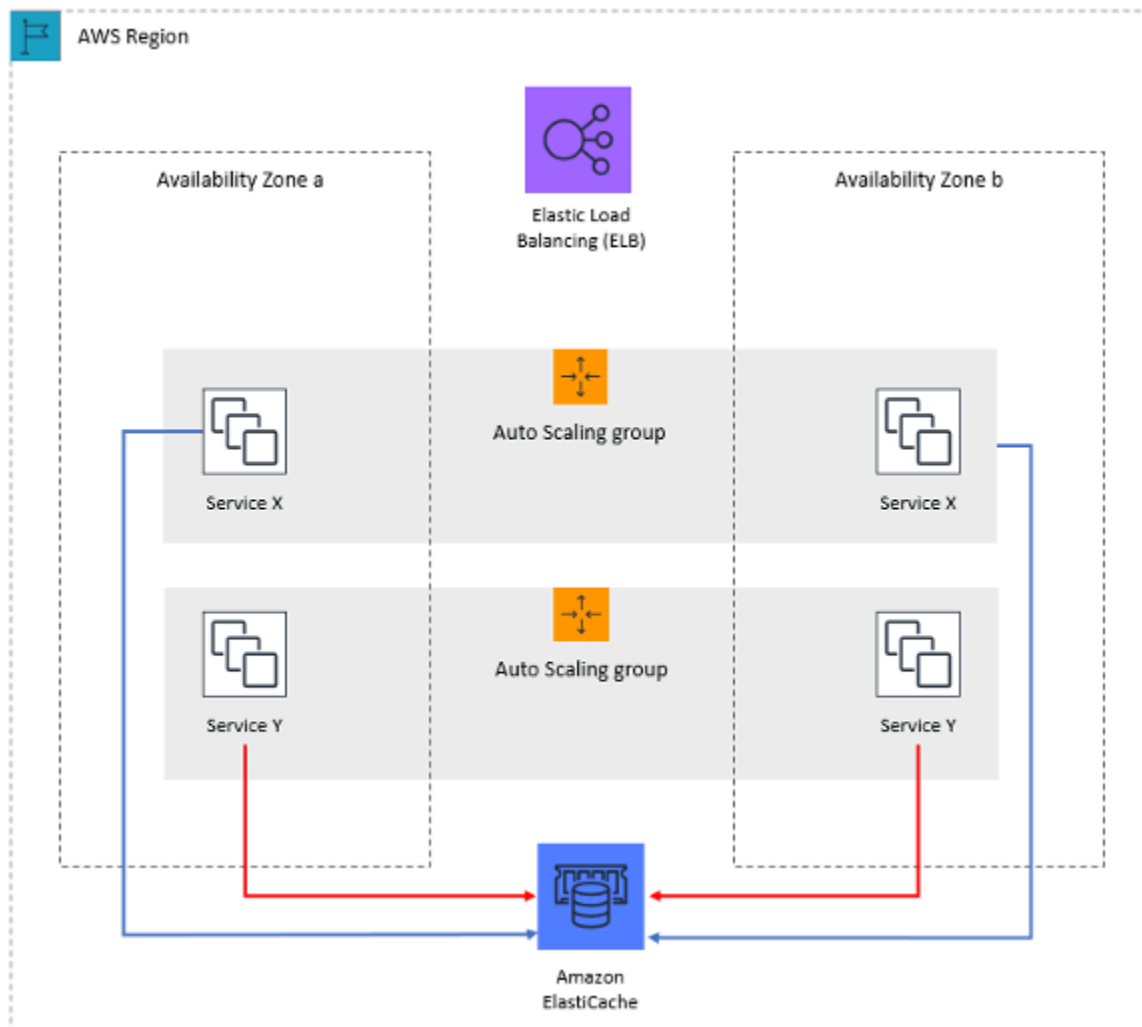 AWS Region
Availability Zone a
Availability Zone b
Elastic Load
Balancing (ELB)
Auto Scaling group
Service X
Service X
Auto Scaling group
Service Y
Service Y
Amazon
ElastiCache